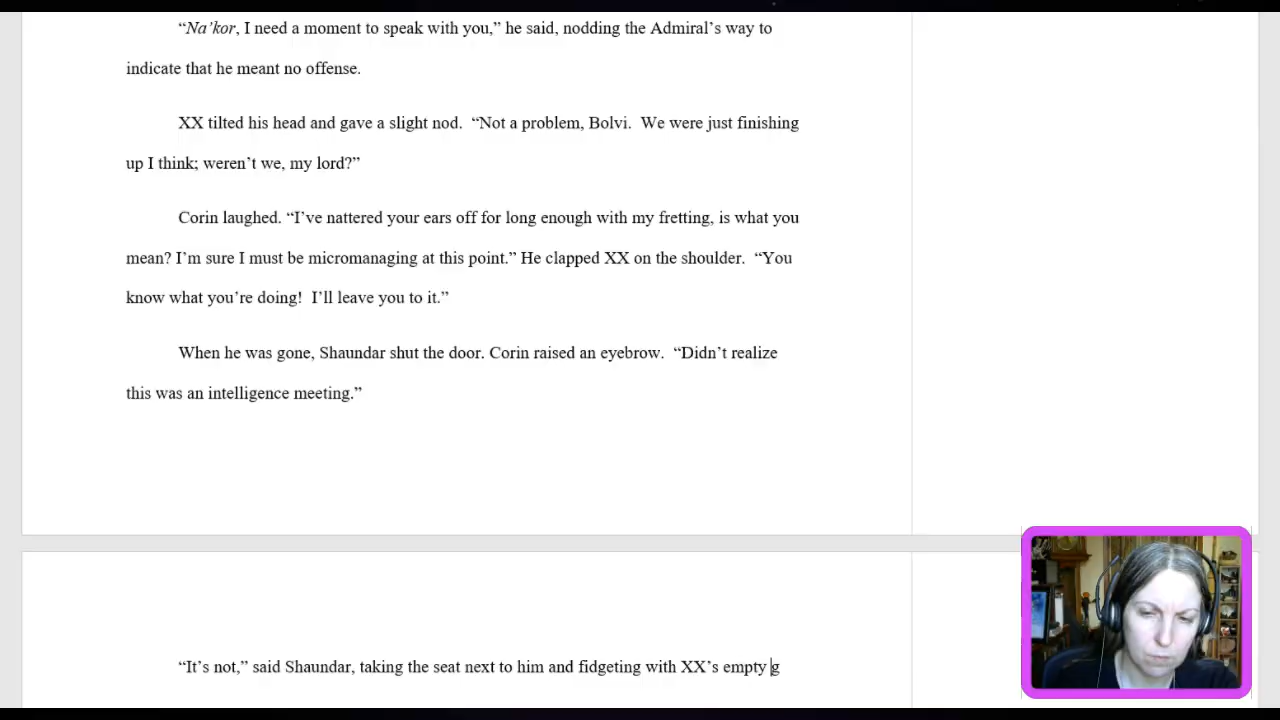 “Na’kor, I need a moment to speak with you,” he said, nodding the Admiral’s way to
indicate that he meant no offense.
XX tilted his head and gave a slight nod.  “Not a problem, Bolvi.  We were just finishing
up I think; weren’t we, my lord?”
Corin laughed. “I’ve nattered your ears off for long enough with my fretting, is what you
mean? I’m sure I must be micromanaging at this point.” He clapped XX on the shoulder.  “You
know what you’re doing!  I’ll leave you to it.”
When he was gone, Shaundar shut the door. Corin raised an eyebrow.  “Didn’t realize
this was an intelligence meeting.”
“It’s not,” said Shaundar, taking the seat next to him and fidgeting with XX’s empty g